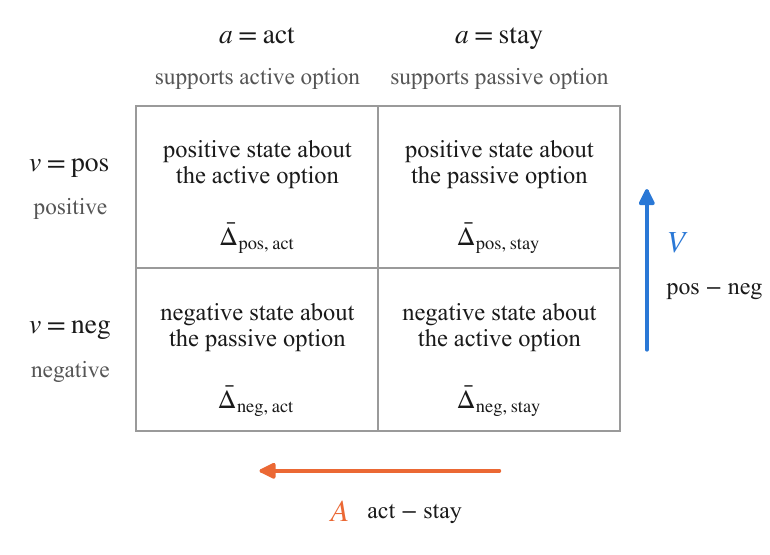 a = act
a = stay
supports active option
supports passive option
v = pos
positive
positive state about
the active option
Δ̄pos, act
positive state about
the passive option
Δ̄pos, stay
V
pos − neg
v = neg
negative
negative state about
the passive option
Δ̄neg, act
negative state about
the active option
Δ̄neg, stay
A act − stay